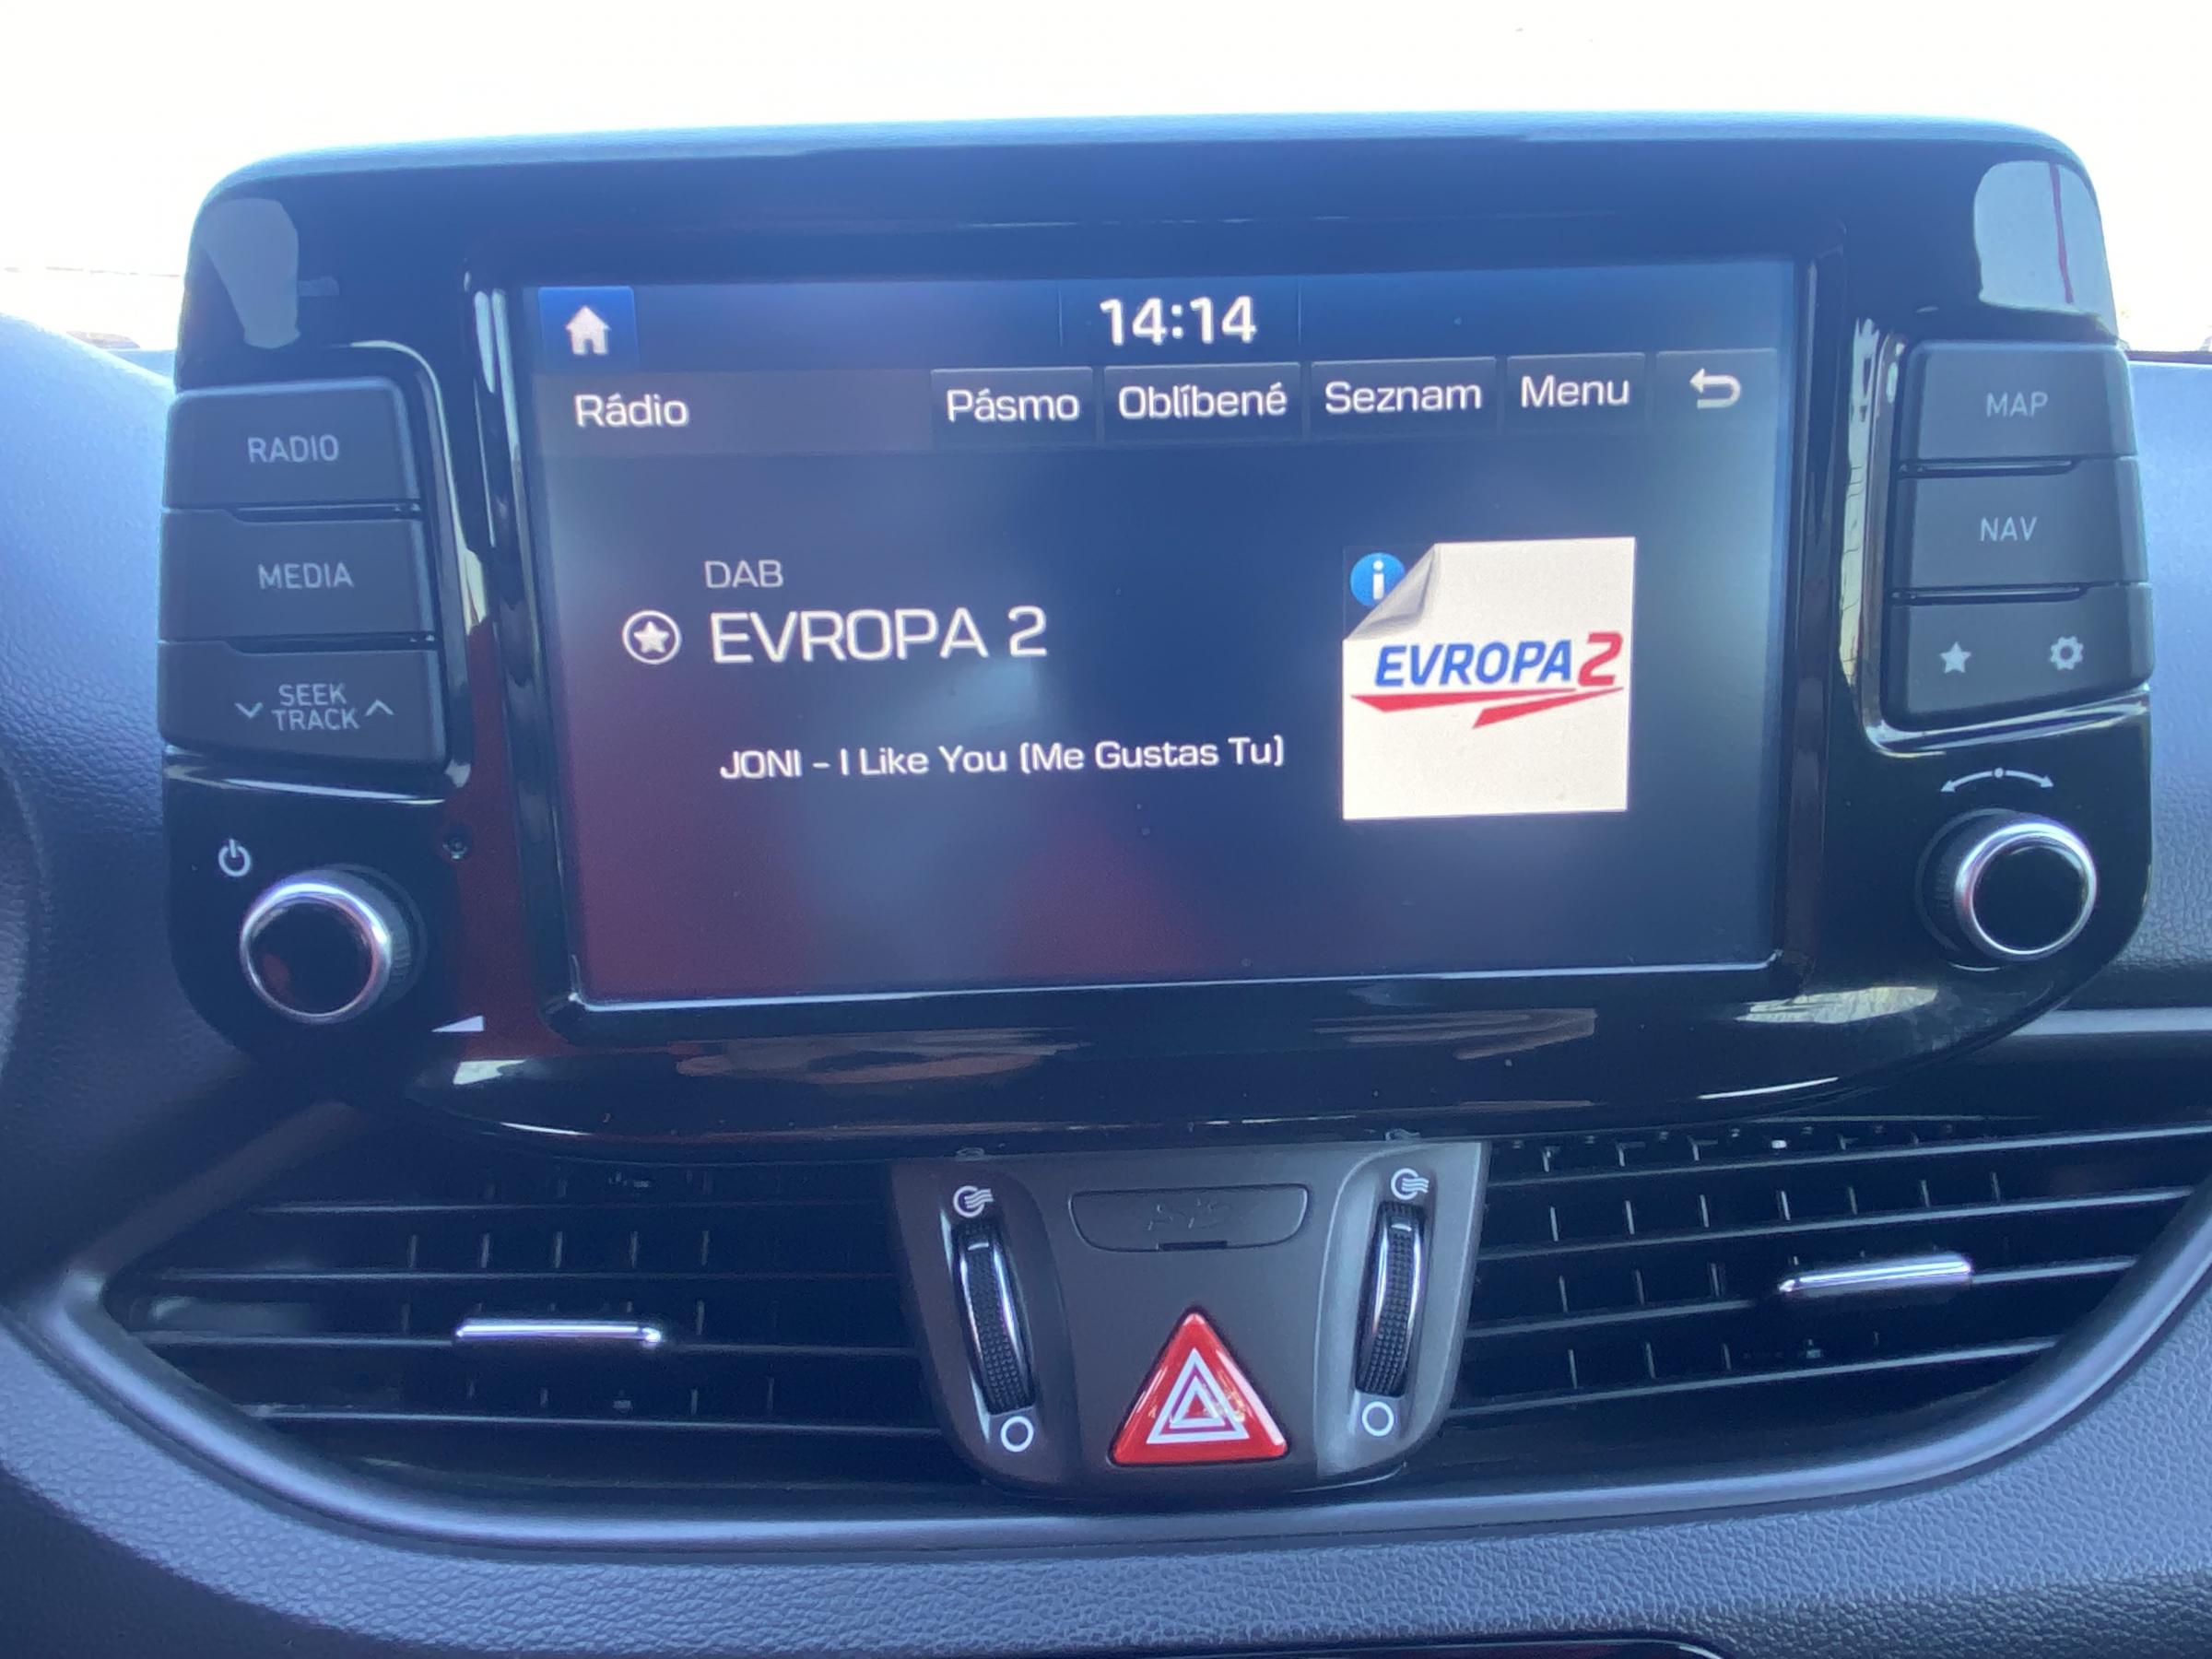 14:14
Rádio
Pásmo
Oblíbené
Seznam
Menu
RADIO
MEDIA
SEEK
TRACK
DAB
EVROPA 2
JONI - I Like You (Me Gustas Tu)
i
EVROPA 2
MAP
NAV